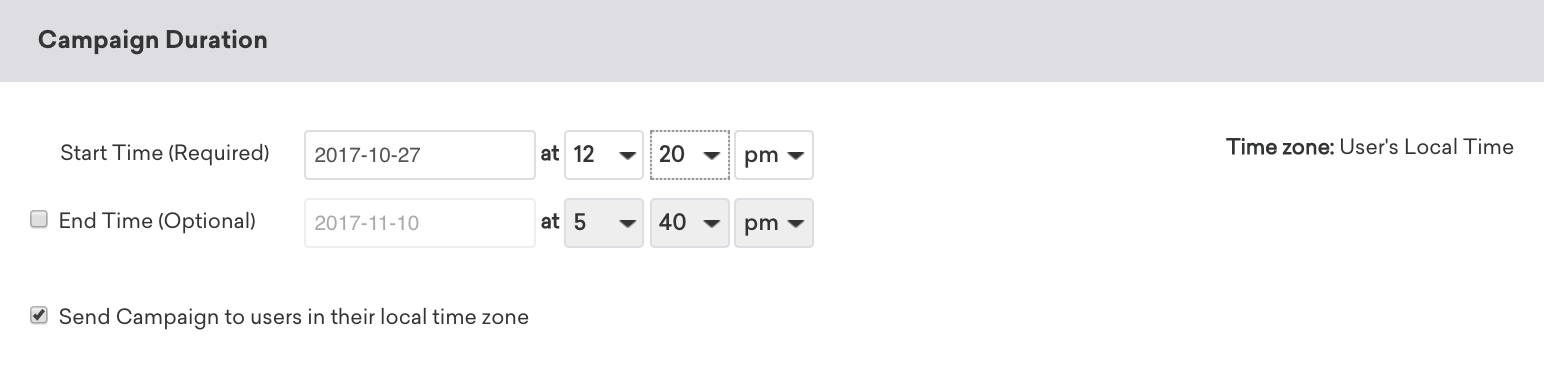 Campaign Duration
Start Time (Required) 2017-10-27 at 12 20 pm Time zone: User's Local Time
End Time (Optional) 2017-11-10 at 5 40 pm
Send Campaign to users in their local time zone